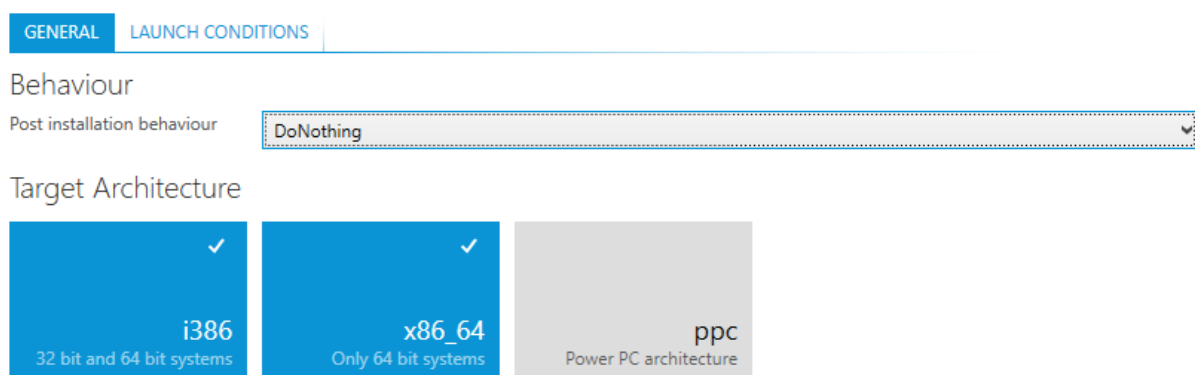 GENERAL LAUNCH CONDITIONS
Behaviour
Post installation behaviour DoNothing
Target Architecture
i386 x86_64 ppc
32 bit and 64 bit systems Only 64 bit systems Power PC architecture